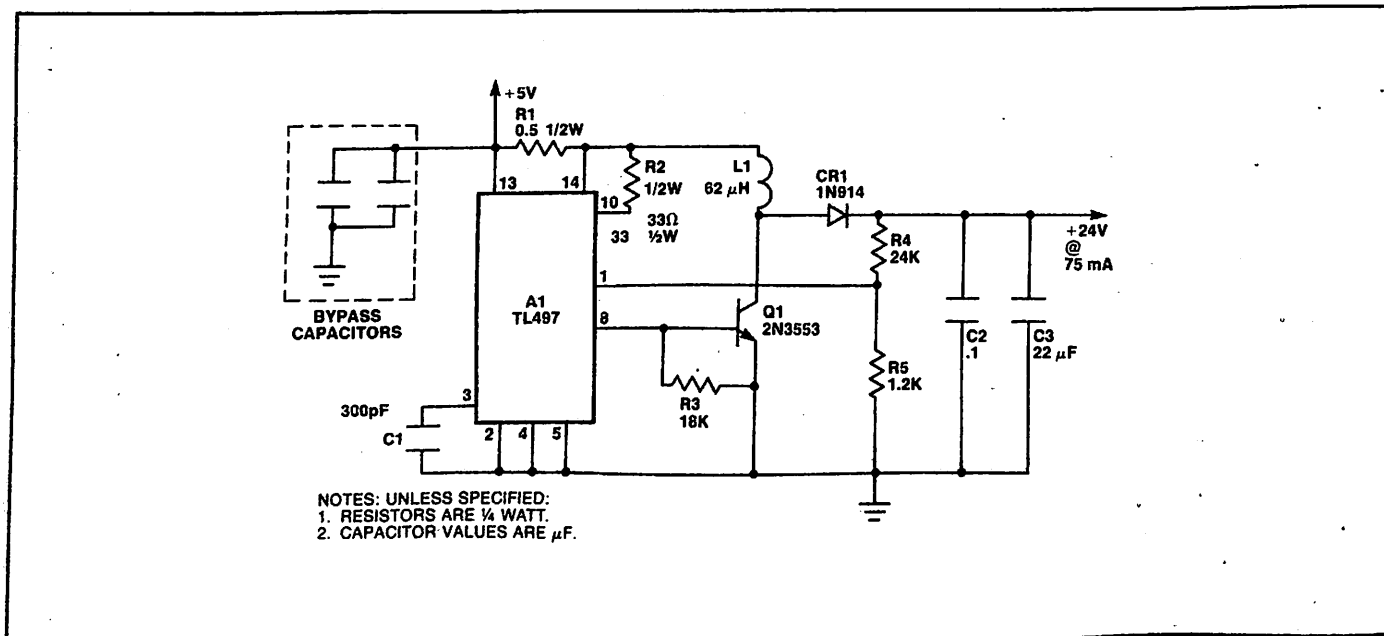 +5V
R1
0.5 1/2W
13
14
R2
1/2W
10
33Ω
33 ½W
L1
62 μH
CR1
1N914
+24V
@
75 mA
R4
24K
1
A1
TL497
8
Q1
2N3553
BYPASS
CAPACITORS
C2
.1
C3
22 μF
R5
1.2K
R3
18K
3
300pF
C1
2
4
5
NOTES: UNLESS SPECIFIED:
1. RESISTORS ARE ¼ WATT.
2. CAPACITOR VALUES ARE μF.